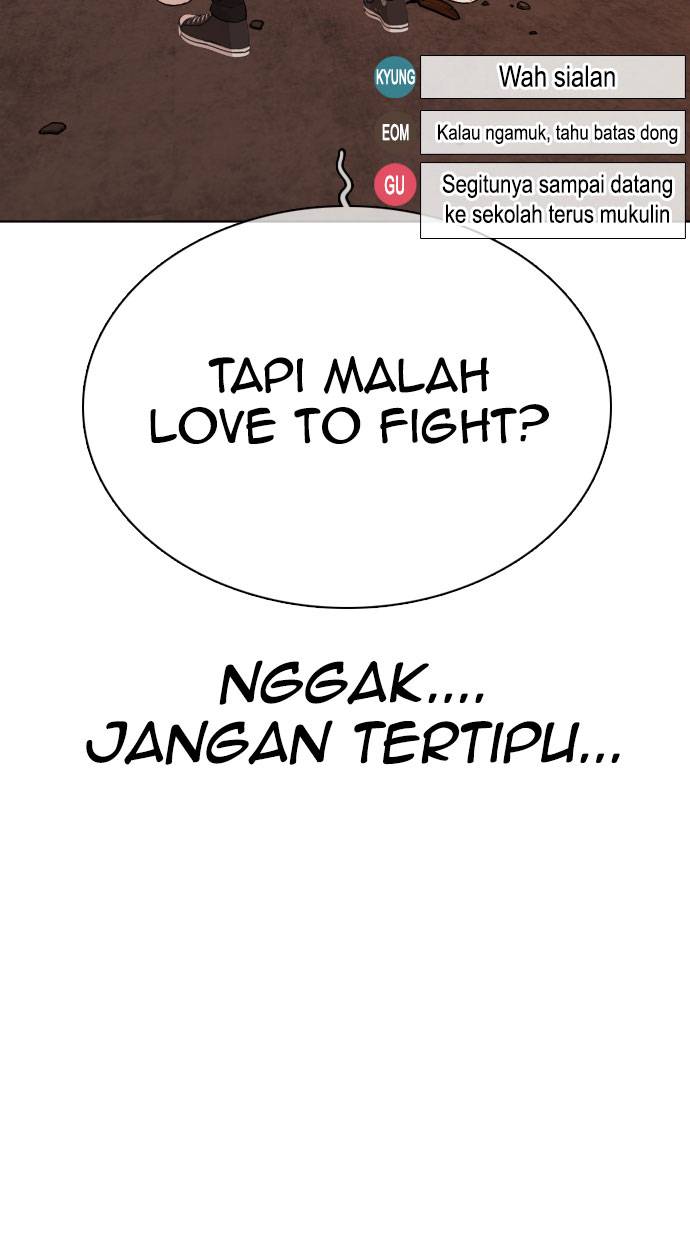 KYUNG Wah sialan
EOM Kalau ngamuk, tahu batas dong
GU Segitunya sampai datang
ke sekolah terus mukulin
TAPI MALAH
LOVE TO FIGHT?
NGGAK....
JANGAN TERTIPU...